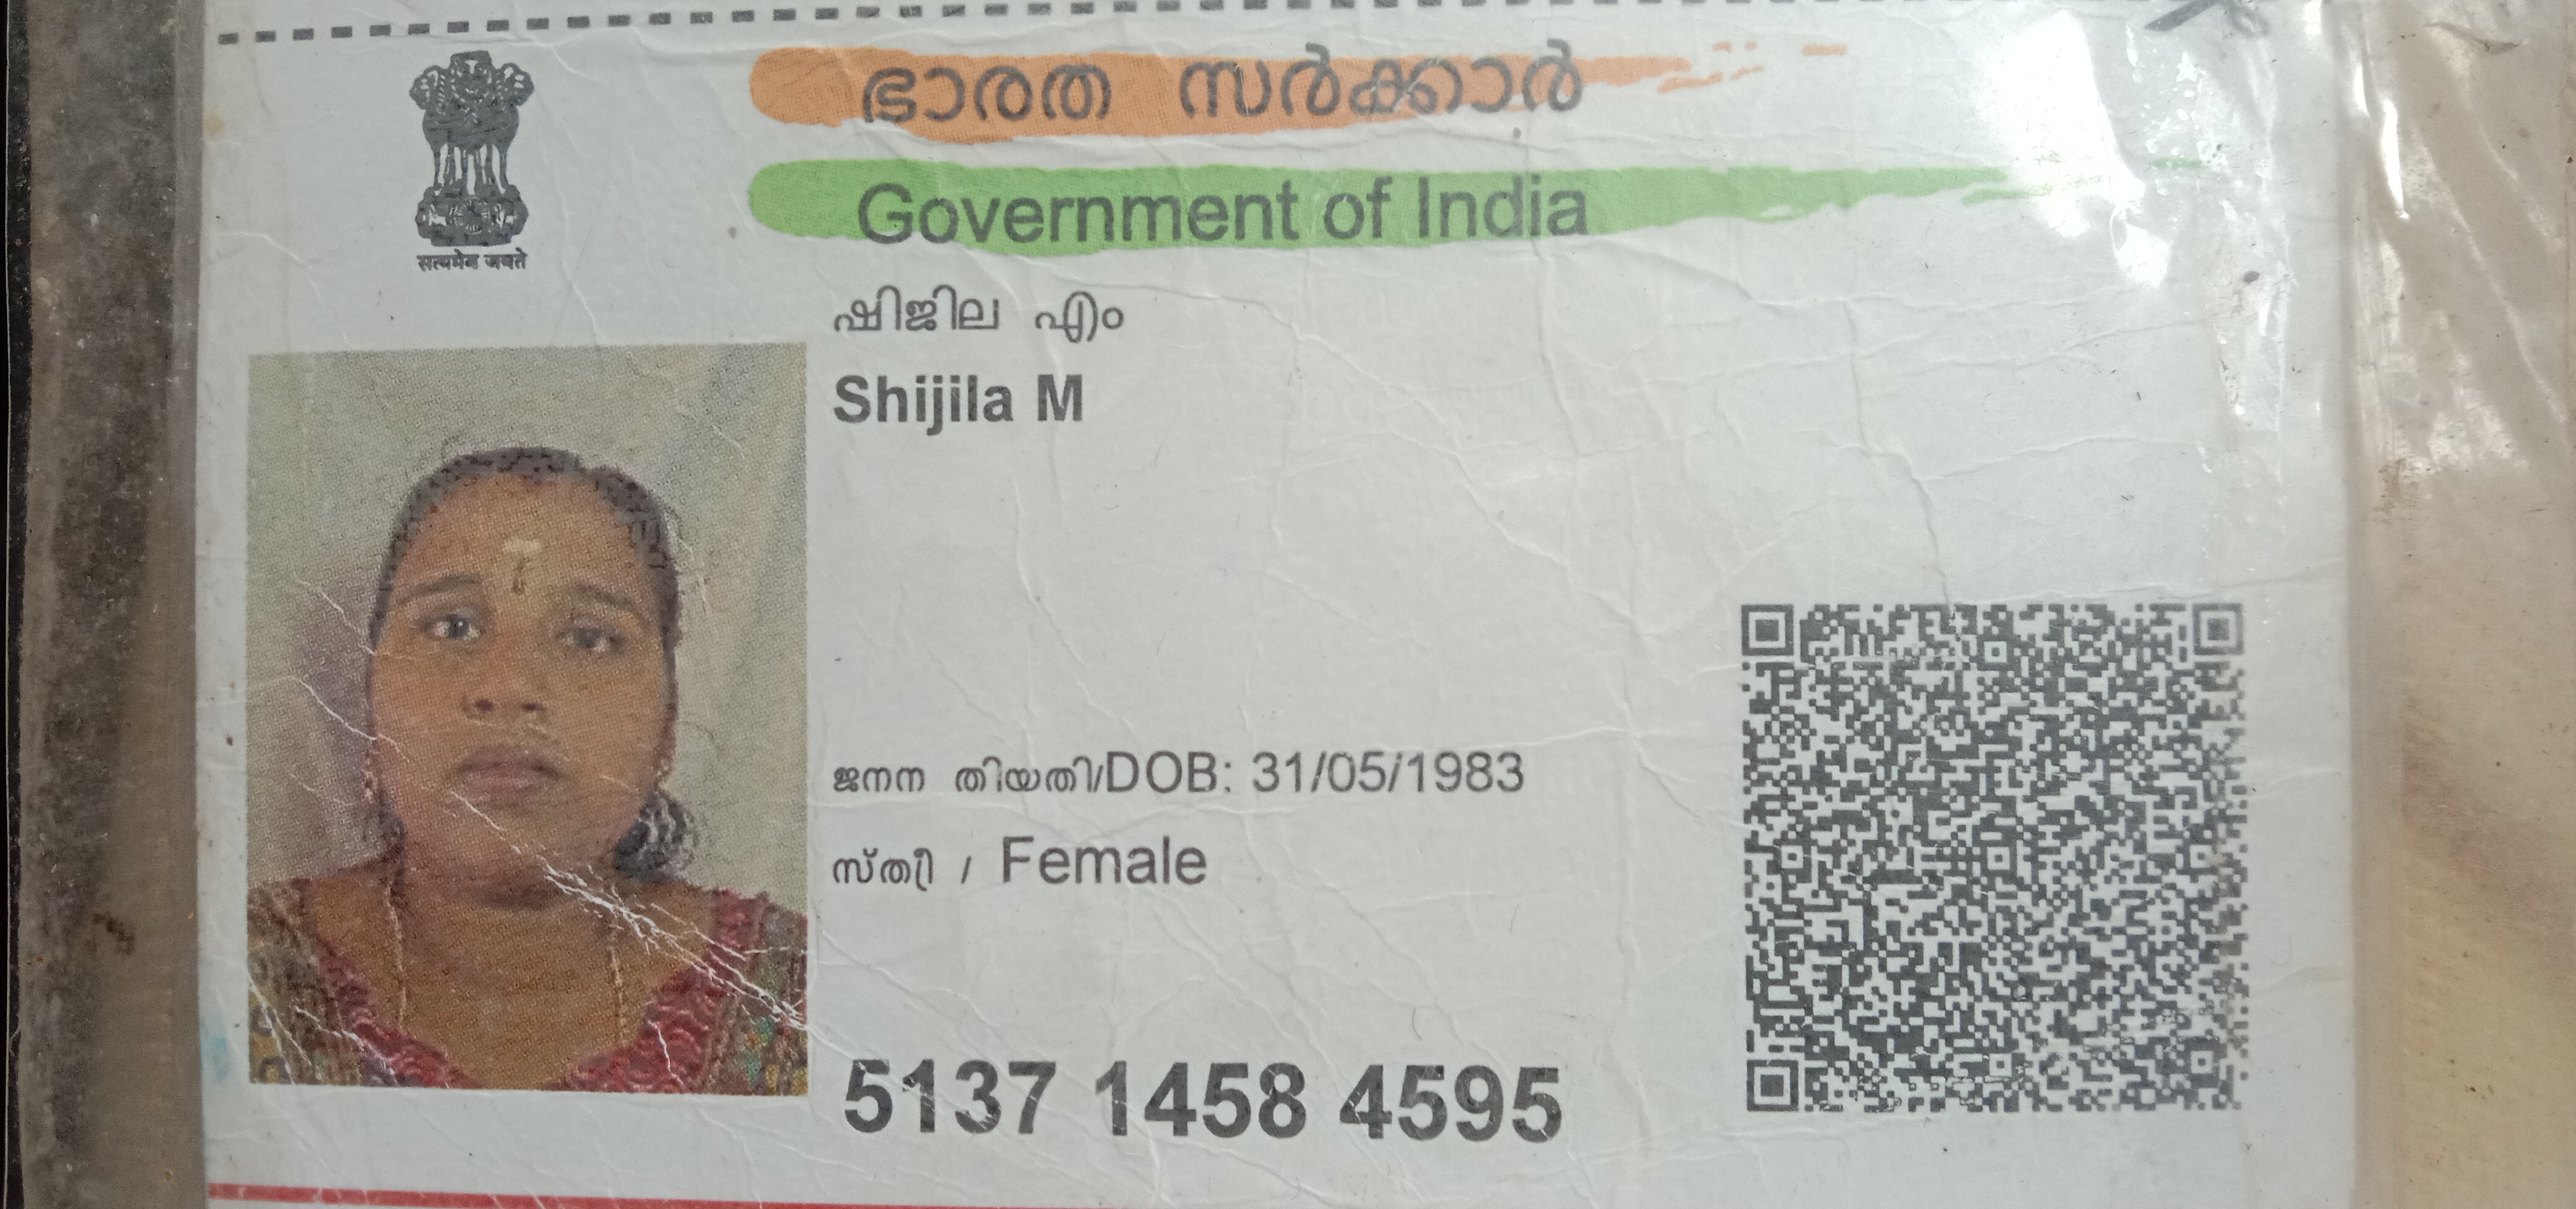 ഭാരത സർക്കാർ
Government of India
सत्यमेव जयते
ഷിജില എം
Shijila M
ജനന തിയതി/DOB: 31/05/1983
സ്ത്രീ / Female
5137 1458 4595